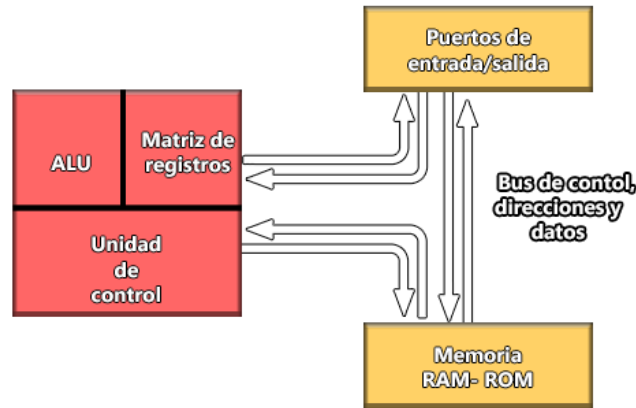 Puertos de
entrada/salida
ALU
Matriz de
registros
Unidad
de
control
Bus de contol,
direcciones y
datos
Memoria
RAM- ROM